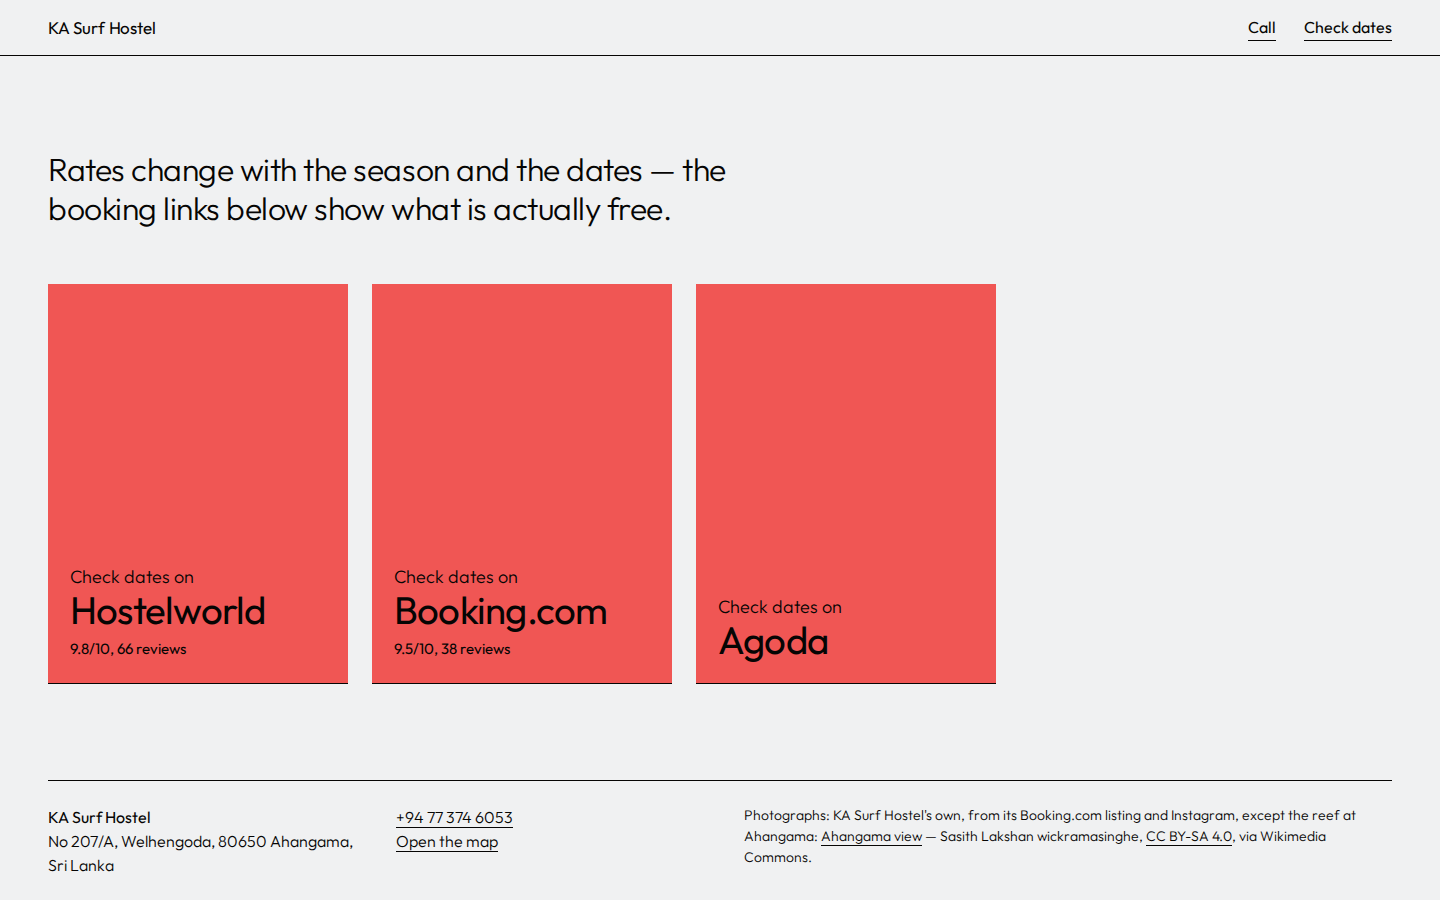 KA Surf Hostel
Call
Check dates
Rates change with the season and the dates — the
booking links below show what is actually free.
Check dates on
Hostelworld
9.8/10, 66 reviews
Check dates on
Booking.com
9.5/10, 38 reviews
Check dates on
Agoda
KA Surf Hostel
No 207/A, Welhengoda, 80650 Ahangama,
Sri Lanka
+94 77 374 6053
Open the map
Photographs: KA Surf Hostel's own, from its Booking.com listing and Instagram, except the reef at
Ahangama: Ahangama view — Sasith Lakshan wickramasinghe, CC BY-SA 4.0, via Wikimedia
Commons.